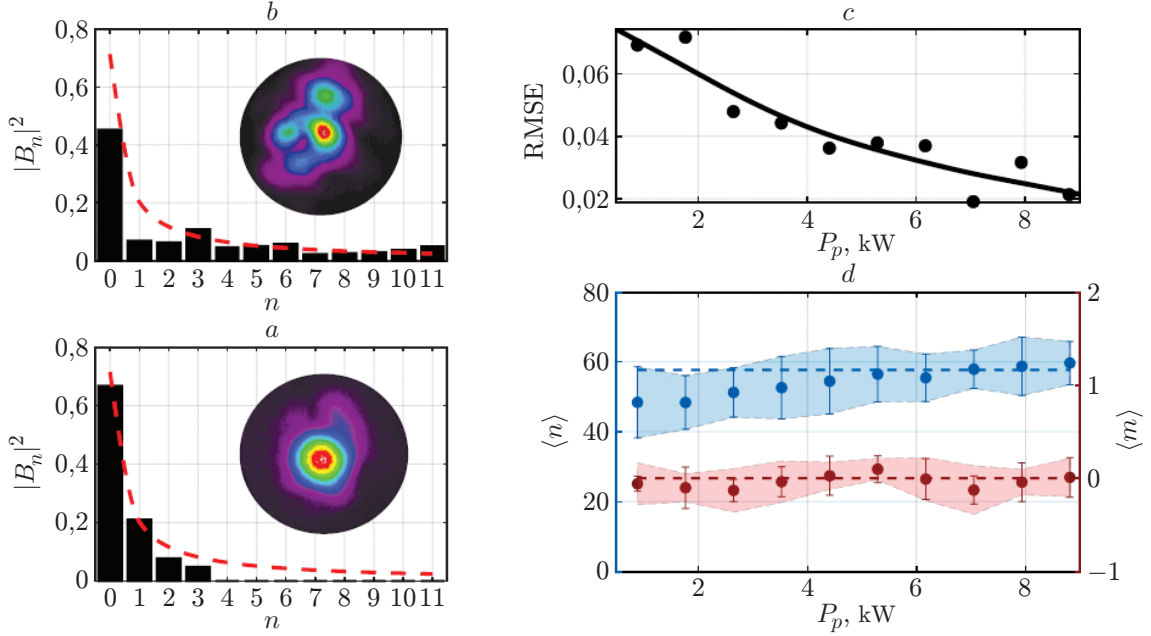 b
|B_n|^2
0,8
0,6
0,4
0,2
0
0 1 2 3 4 5 6 7 8 9 10 11
n
c
RMSE
0,06
0,04
0,02
2 4 6 8
P_p, kW
a
|B_n|^2
0,8
0,6
0,4
0,2
0
0 1 2 3 4 5 6 7 8 9 10 11
n
d
⟨n⟩
80
60
40
20
0
2
1
0
−1
⟨m⟩
2 4 6 8
P_p, kW